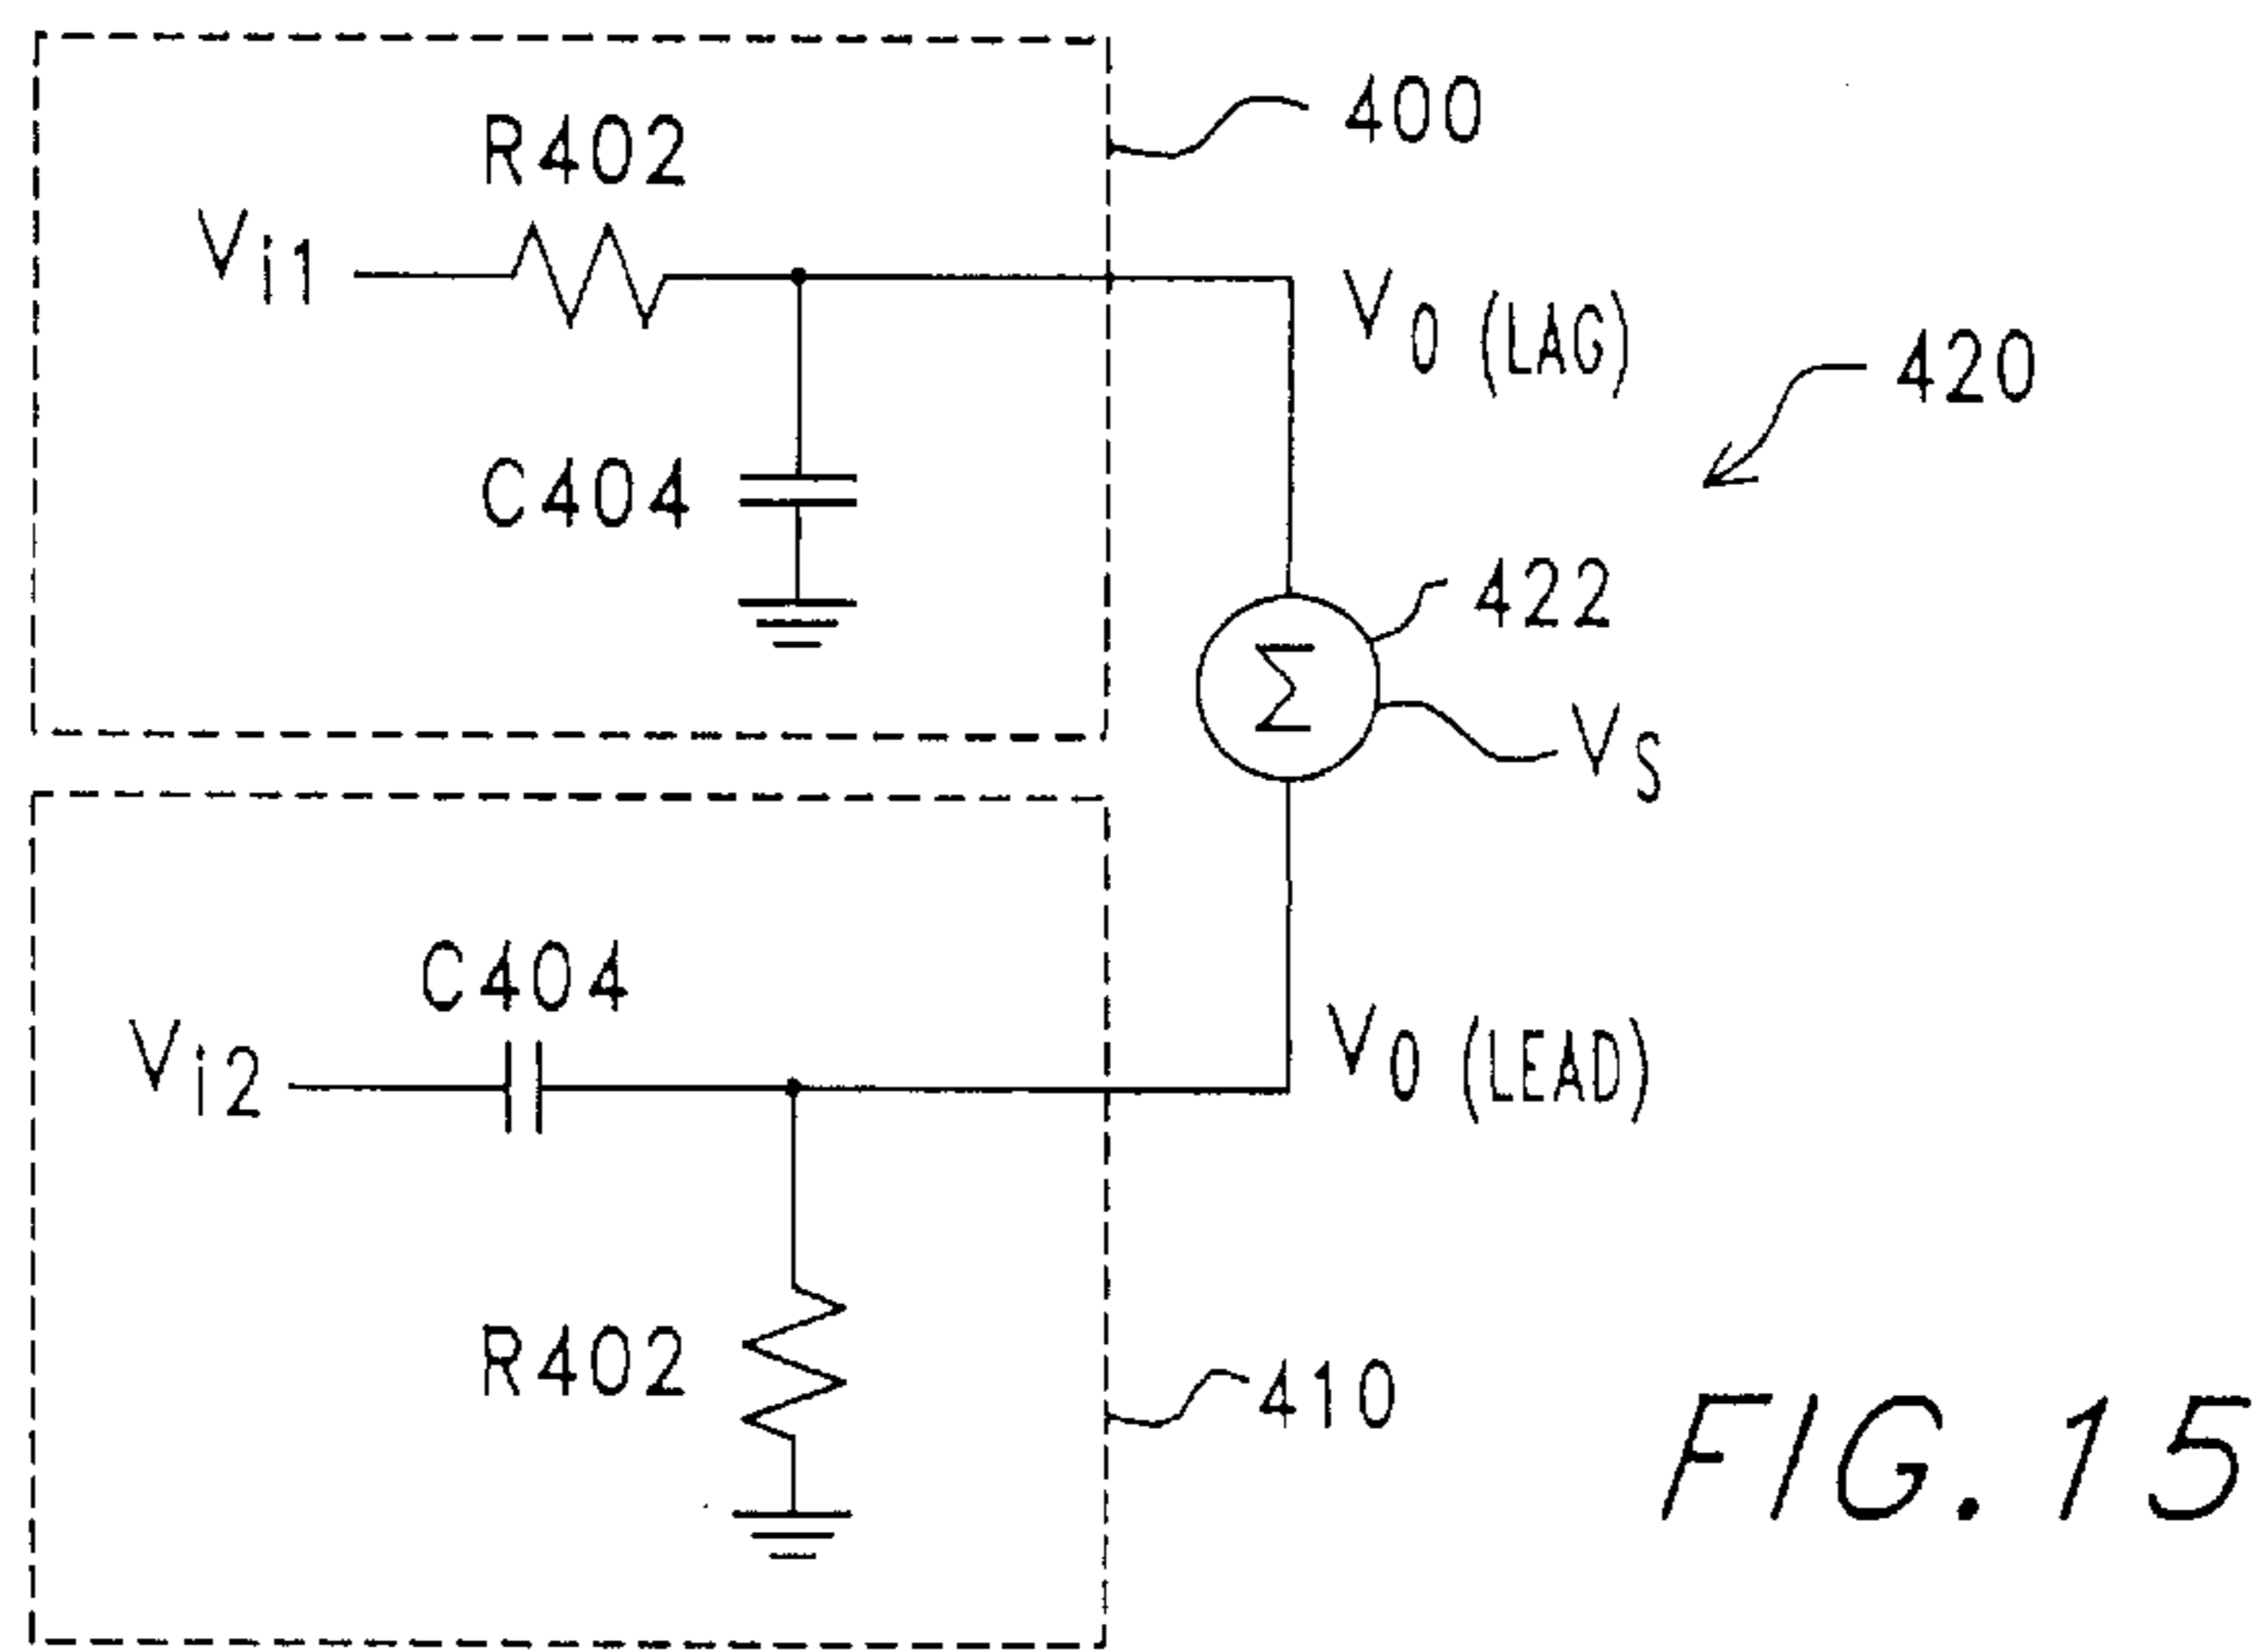 400
R402
Vi1
V0 (LAG)
420
C404
422
Σ
VS
C404
Vi2
V0 (LEAD)
R402
410
FIG. 15